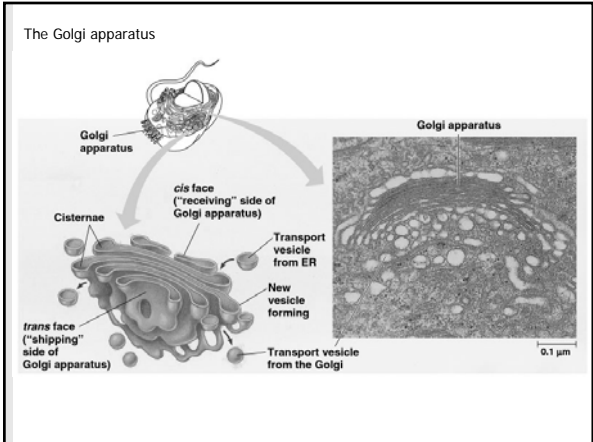 The Golgi apparatus
Golgi
apparatus
Golgi apparatus
cis face
("receiving" side of
Golgi apparatus)
Cisternae
Transport
vesicle
from ER
New
vesicle
forming
trans face
("shipping"
side of
Golgi apparatus)
Transport vesicle
from the Golgi
0.1 µm